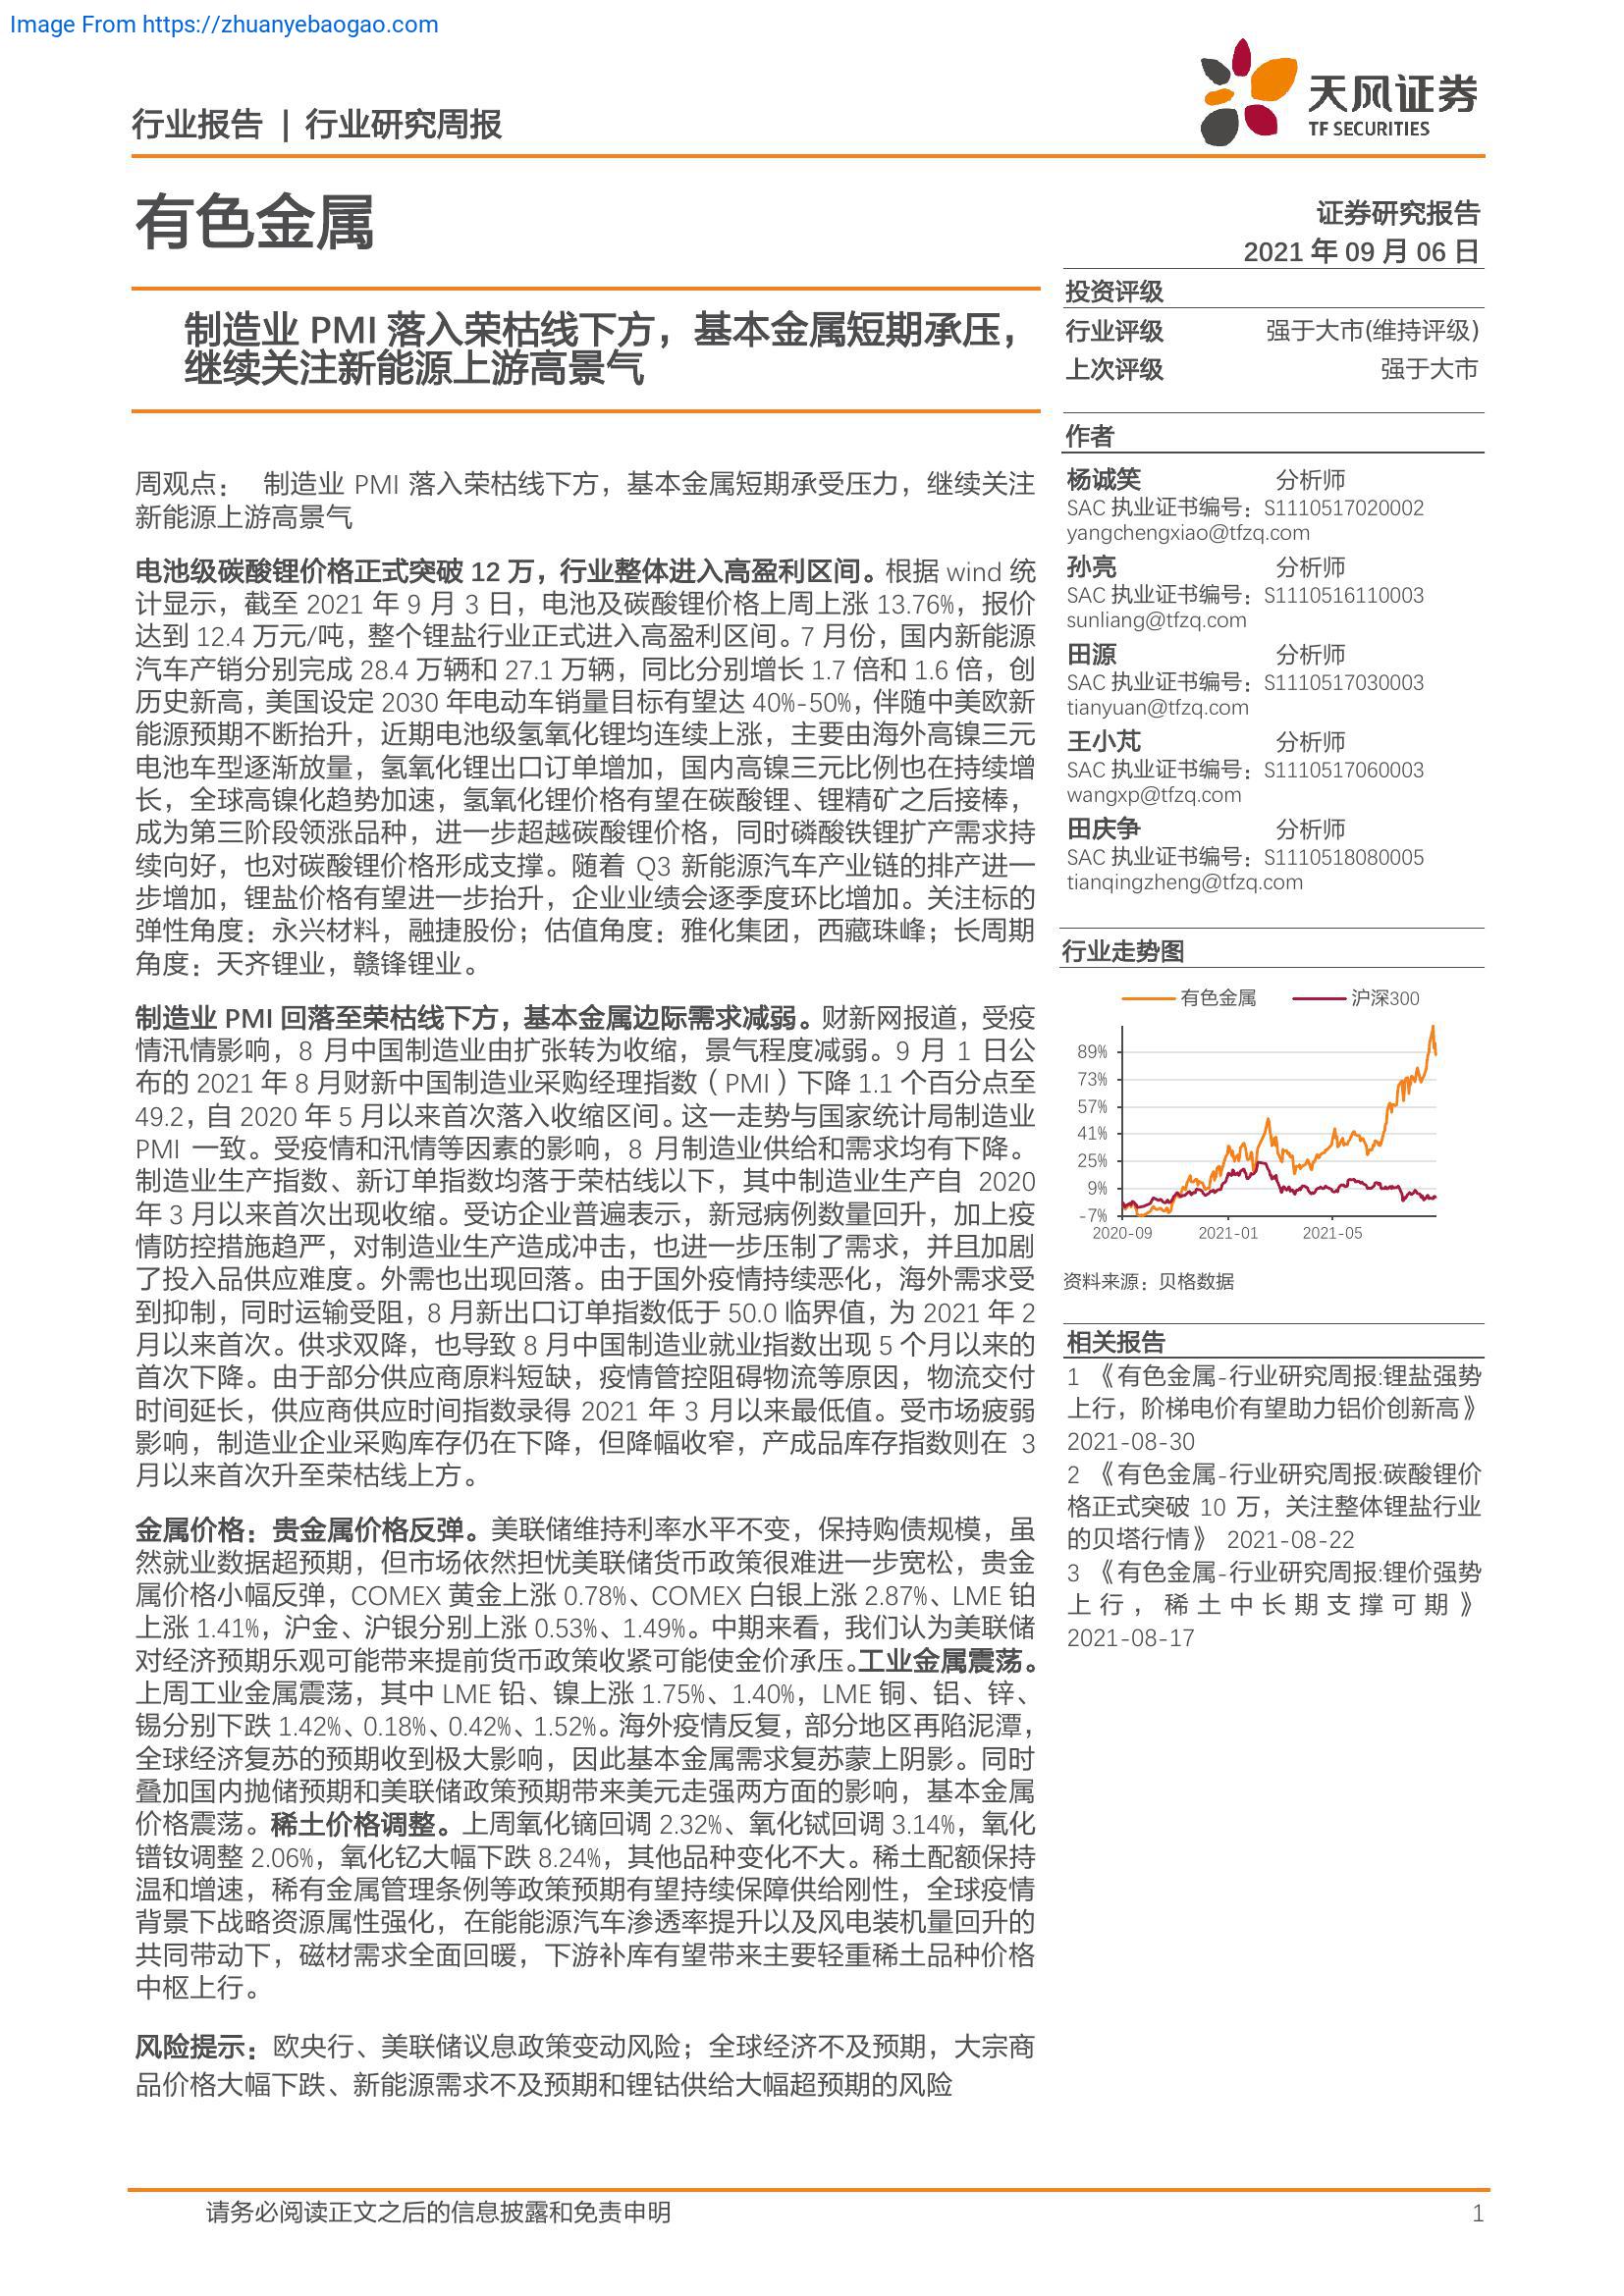 Image From https://zhuanyebaogao.com
行业报告 | 行业研究周报
天风证券
TF SECURITIES
有色金属
证券研究报告
2021 年 09 月 06 日
制造业 PMI 落入荣枯线下方，基本金属短期承压，
继续关注新能源上游高景气
周观点： 制造业 PMI 落入荣枯线下方，基本金属短期承受压力，继续关注
新能源上游高景气
电池级碳酸锂价格正式突破 12 万，行业整体进入高盈利区间。根据 wind 统
计显示，截至 2021 年 9 月 3 日，电池及碳酸锂价格上周上涨 13.76%，报价
达到 12.4 万元/吨，整个锂盐行业正式进入高盈利区间。7 月份，国内新能源
汽车产销分别完成 28.4 万辆和 27.1 万辆，同比分别增长 1.7 倍和 1.6 倍，创
历史新高，美国设定 2030 年电动车销量目标有望达 40%-50%，伴随中美欧新
能源预期不断抬升，近期电池级氢氧化锂均连续上涨，主要由海外高镍三元
电池车型逐渐放量，氢氧化锂出口订单增加，国内高镍三元比例也在持续增
长，全球高镍化趋势加速，氢氧化锂价格有望在碳酸锂、锂精矿之后接棒，
成为第三阶段领涨品种，进一步超越碳酸锂价格，同时磷酸铁锂扩产需求持
续向好，也对碳酸锂价格形成支撑。随着 Q3 新能源汽车产业链的排产进一
步增加，锂盐价格有望进一步抬升，企业业绩会逐季度环比增加。关注标的
弹性角度：永兴材料，融捷股份；估值角度：雅化集团，西藏珠峰；长周期
角度：天齐锂业，赣锋锂业。
制造业 PMI 回落至荣枯线下方，基本金属边际需求减弱。财新网报道，受疫
情汛情影响，8 月中国制造业由扩张转为收缩，景气程度减弱。9 月 1 日公
布的 2021 年 8 月财新中国制造业采购经理指数（PMI）下降 1.1 个百分点至
49.2，自 2020 年 5 月以来首次落入收缩区间。这一走势与国家统计局制造业
PMI 一致。受疫情和汛情等因素的影响，8 月制造业供给和需求均有下降。
制造业生产指数、新订单指数均落于荣枯线以下，其中制造业生产自 2020
年 3 月以来首次出现收缩。受访企业普遍表示，新冠病例数量回升，加上疫
情防控措施趋严，对制造业生产造成冲击，也进一步压制了需求，并且加剧
了投入品供应难度。外需也出现回落。由于国外疫情持续恶化，海外需求受
到抑制，同时运输受阻，8 月新出口订单指数低于 50.0 临界值，为 2021 年 2
月以来首次。供求双降，也导致 8 月中国制造业就业指数出现 5 个月以来的
首次下降。由于部分供应商原料短缺，疫情管控阻碍物流等原因，物流交付
时间延长，供应商供应时间指数录得 2021 年 3 月以来最低值。受市场疲弱
影响，制造业企业采购库存仍在下降，但降幅收窄，产成品库存指数则在 3
月以来首次升至荣枯线上方。
金属价格：贵金属价格反弹。美联储维持利率水平不变，保持购债规模，虽
然就业数据超预期，但市场依然担忧美联储货币政策很难进一步宽松，贵金
属价格小幅反弹，COMEX 黄金上涨 0.78%、COMEX 白银上涨 2.87%、LME 铂
上涨 1.41%，沪金、沪银分别上涨 0.53%、1.49%。中期来看，我们认为美联储
对经济预期乐观可能带来提前货币政策收紧可能使金价承压。工业金属震荡。
上周工业金属震荡，其中 LME 铅、镍上涨 1.75%、1.40%，LME 铜、铝、锌、
锡分别下跌 1.42%、0.18%、0.42%、1.52%。海外疫情反复，部分地区再陷泥潭，
全球经济复苏的预期收到极大影响，因此基本金属需求复苏蒙上阴影。同时
叠加国内抛储预期和美联储政策预期带来美元走强两方面的影响，基本金属
价格震荡。稀土价格调整。上周氧化镝回调 2.32%、氧化铽回调 3.14%，氧化
镨钕调整 2.06%，氧化钇大幅下跌 8.24%，其他品种变化不大。稀土配额保持
温和增速，稀有金属管理条例等政策预期有望持续保障供给刚性，全球疫情
背景下战略资源属性强化，在能能源汽车渗透率提升以及风电装机量回升的
共同带动下，磁材需求全面回暖，下游补库有望带来主要轻重稀土品种价格
中枢上行。
风险提示：欧央行、美联储议息政策变动风险；全球经济不及预期，大宗商
品价格大幅下跌、新能源需求不及预期和锂钴供给大幅超预期的风险
投资评级
行业评级 强于大市(维持评级)
上次评级 强于大市
作者
杨诚笑 分析师
SAC 执业证书编号：S1110517020002
yangchengxiao@tfzq.com
孙亮 分析师
SAC 执业证书编号：S1110516110003
sunliang@tfzq.com
田源 分析师
SAC 执业证书编号：S1110517030003
tianyuan@tfzq.com
王小芃 分析师
SAC 执业证书编号：S1110517060003
wangxp@tfzq.com
田庆争 分析师
SAC 执业证书编号：S1110518080005
tianqingzheng@tfzq.com
行业走势图
有色金属 沪深300
89%
73%
57%
41%
25%
9%
-7%
2020-09 2021-01 2021-05
资料来源：贝格数据
相关报告
1 《有色金属-行业研究周报:锂盐强势
上行，阶梯电价有望助力铝价创新高》
2021-08-30
2 《有色金属-行业研究周报:碳酸锂价
格正式突破 10 万，关注整体锂盐行业
的贝塔行情》 2021-08-22
3 《有色金属-行业研究周报:锂价强势
上行，稀土中长期支撑可期》
2021-08-17
请务必阅读正文之后的信息披露和免责申明 1